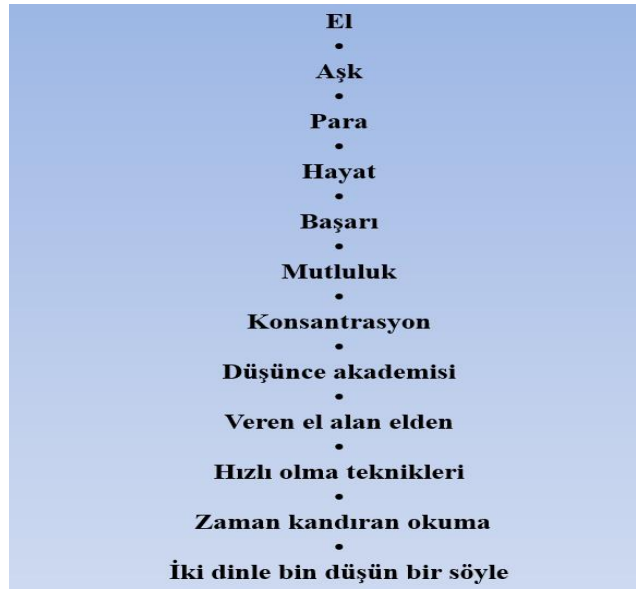 El
•
Aşk
•
Para
•
Hayat
•
Başarı
•
Mutluluk
•
Konsantrasyon
•
Düşünce akademisi
•
Veren el alan elden
•
Hızlı olma teknikleri
•
Zaman kandıran okuma
•
İki dinle bin düşün bir söyle